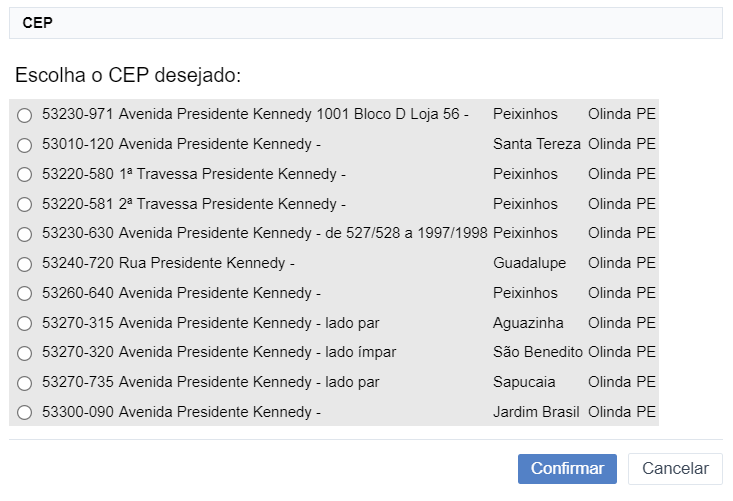 CEP
Escolha o CEP desejado:
53230-971 Avenida Presidente Kennedy 1001 Bloco D Loja 56 - Peixinhos Olinda PE
53010-120 Avenida Presidente Kennedy - Santa Tereza Olinda PE
53220-580 1ª Travessa Presidente Kennedy - Peixinhos Olinda PE
53220-581 2ª Travessa Presidente Kennedy - Peixinhos Olinda PE
53230-630 Avenida Presidente Kennedy - de 527/528 a 1997/1998 Peixinhos Olinda PE
53240-720 Rua Presidente Kennedy - Guadalupe Olinda PE
53260-640 Avenida Presidente Kennedy - Peixinhos Olinda PE
53270-315 Avenida Presidente Kennedy - lado par Aguazinha Olinda PE
53270-320 Avenida Presidente Kennedy - lado ímpar São Benedito Olinda PE
53270-735 Avenida Presidente Kennedy - lado par Sapucaia Olinda PE
53300-090 Avenida Presidente Kennedy - Jardim Brasil Olinda PE
Confirmar Cancelar